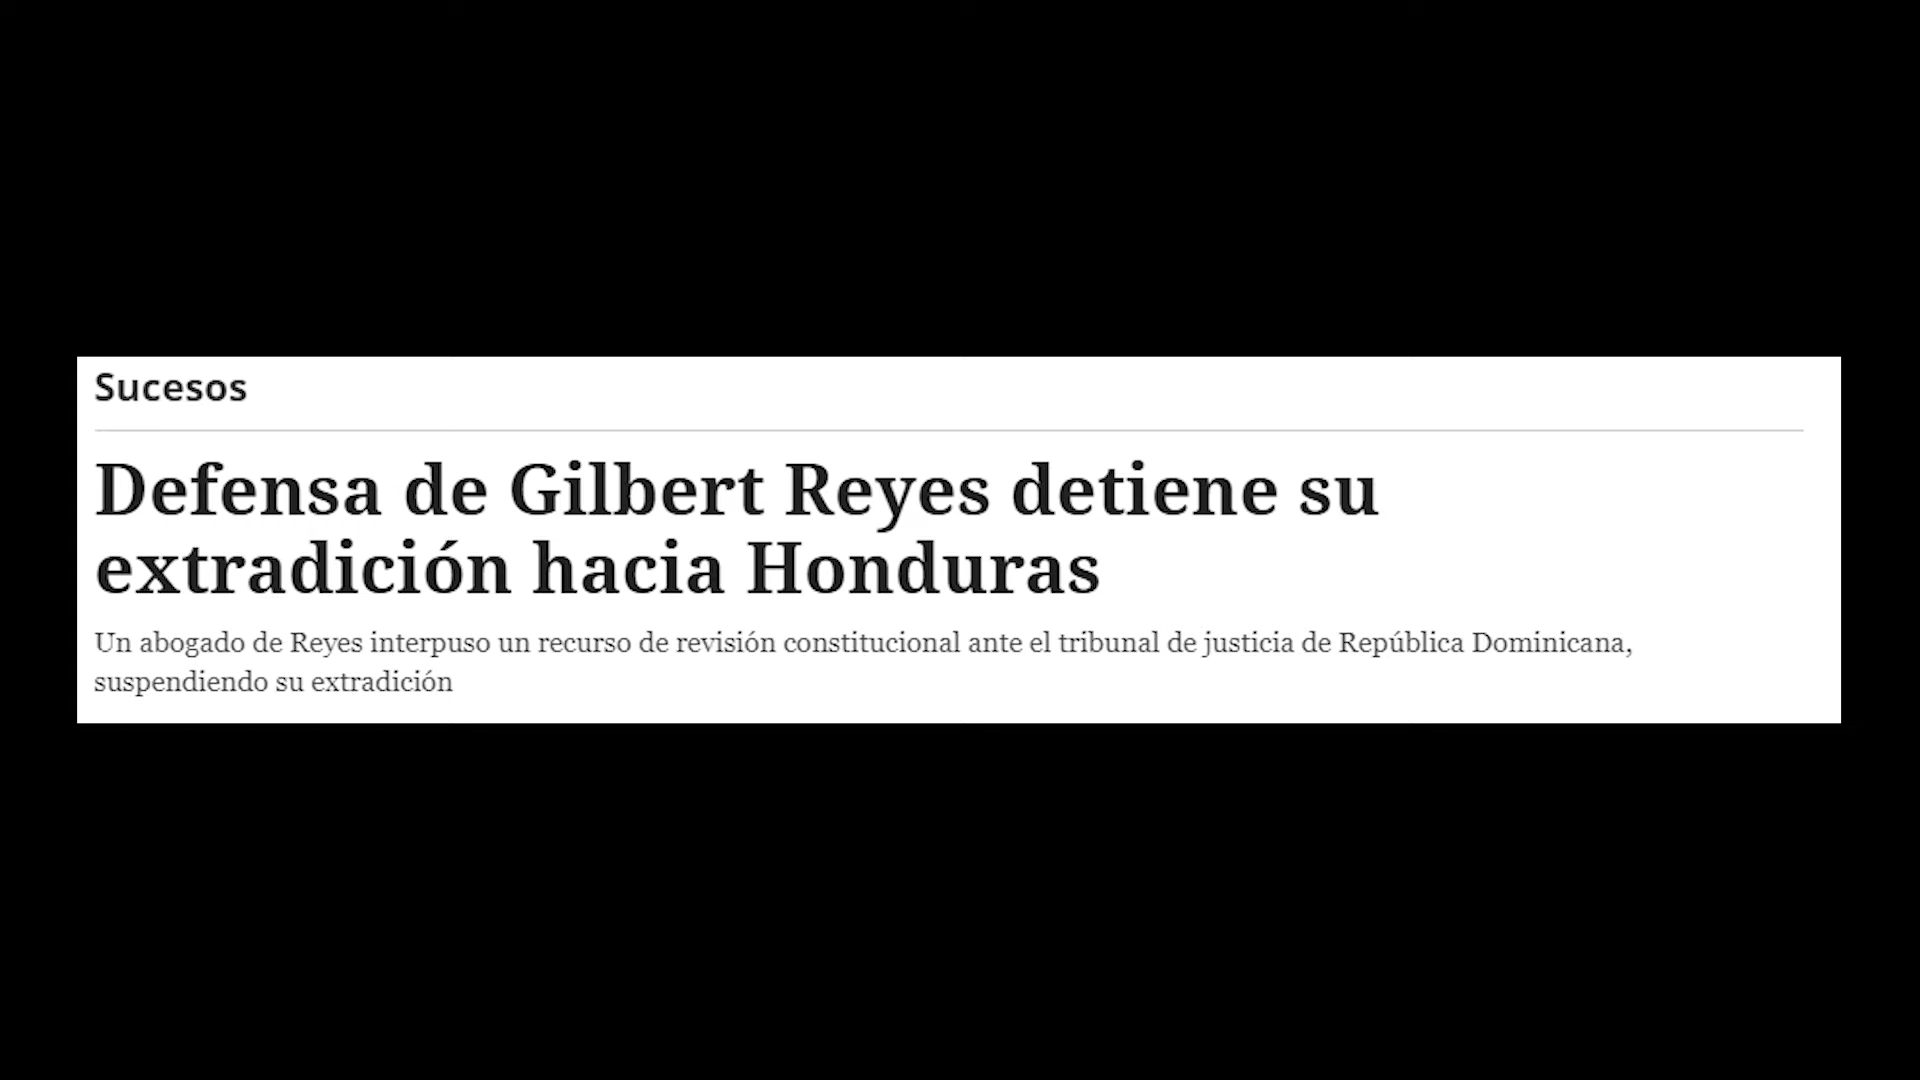 Sucesos
Defensa de Gilbert Reyes detiene su
extradición hacia Honduras
Un abogado de Reyes interpuso un recurso de revisión constitucional ante el tribunal de justicia de República Dominicana,
suspendiendo su extradición